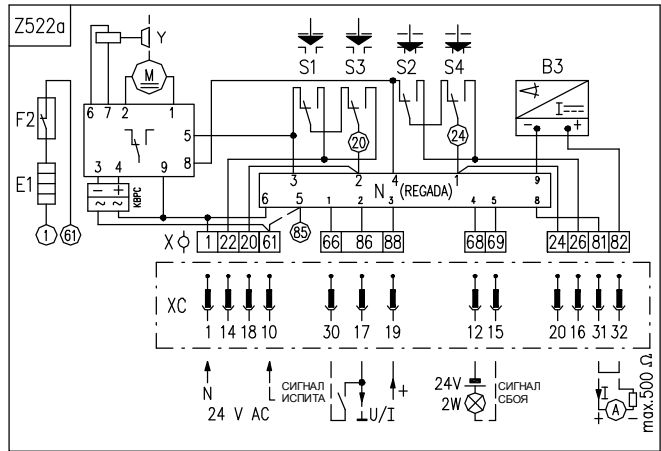 Z522a
Y
S1 S3 S2 S4 B3
M
F2
6 7 2 1
I
5
20
24
- +
8
3 4 9
E1
- +
~ ~
КВРС
3 2 4 1 9
N (REGADA)
6 5 1 2 3 4 5 8
1 61
85
X 1 22 20 61 66 86 88 68 69 24 26 81 82
XC
1 14 18 10 30 17 19 12 15 20 16 31 32
N L
24 V AC
СИГНАЛ
ИСПИТА
U/I
+
24V
2W
СИГНАЛ
СБОЯ
I
A
+ -
max.500 Ω